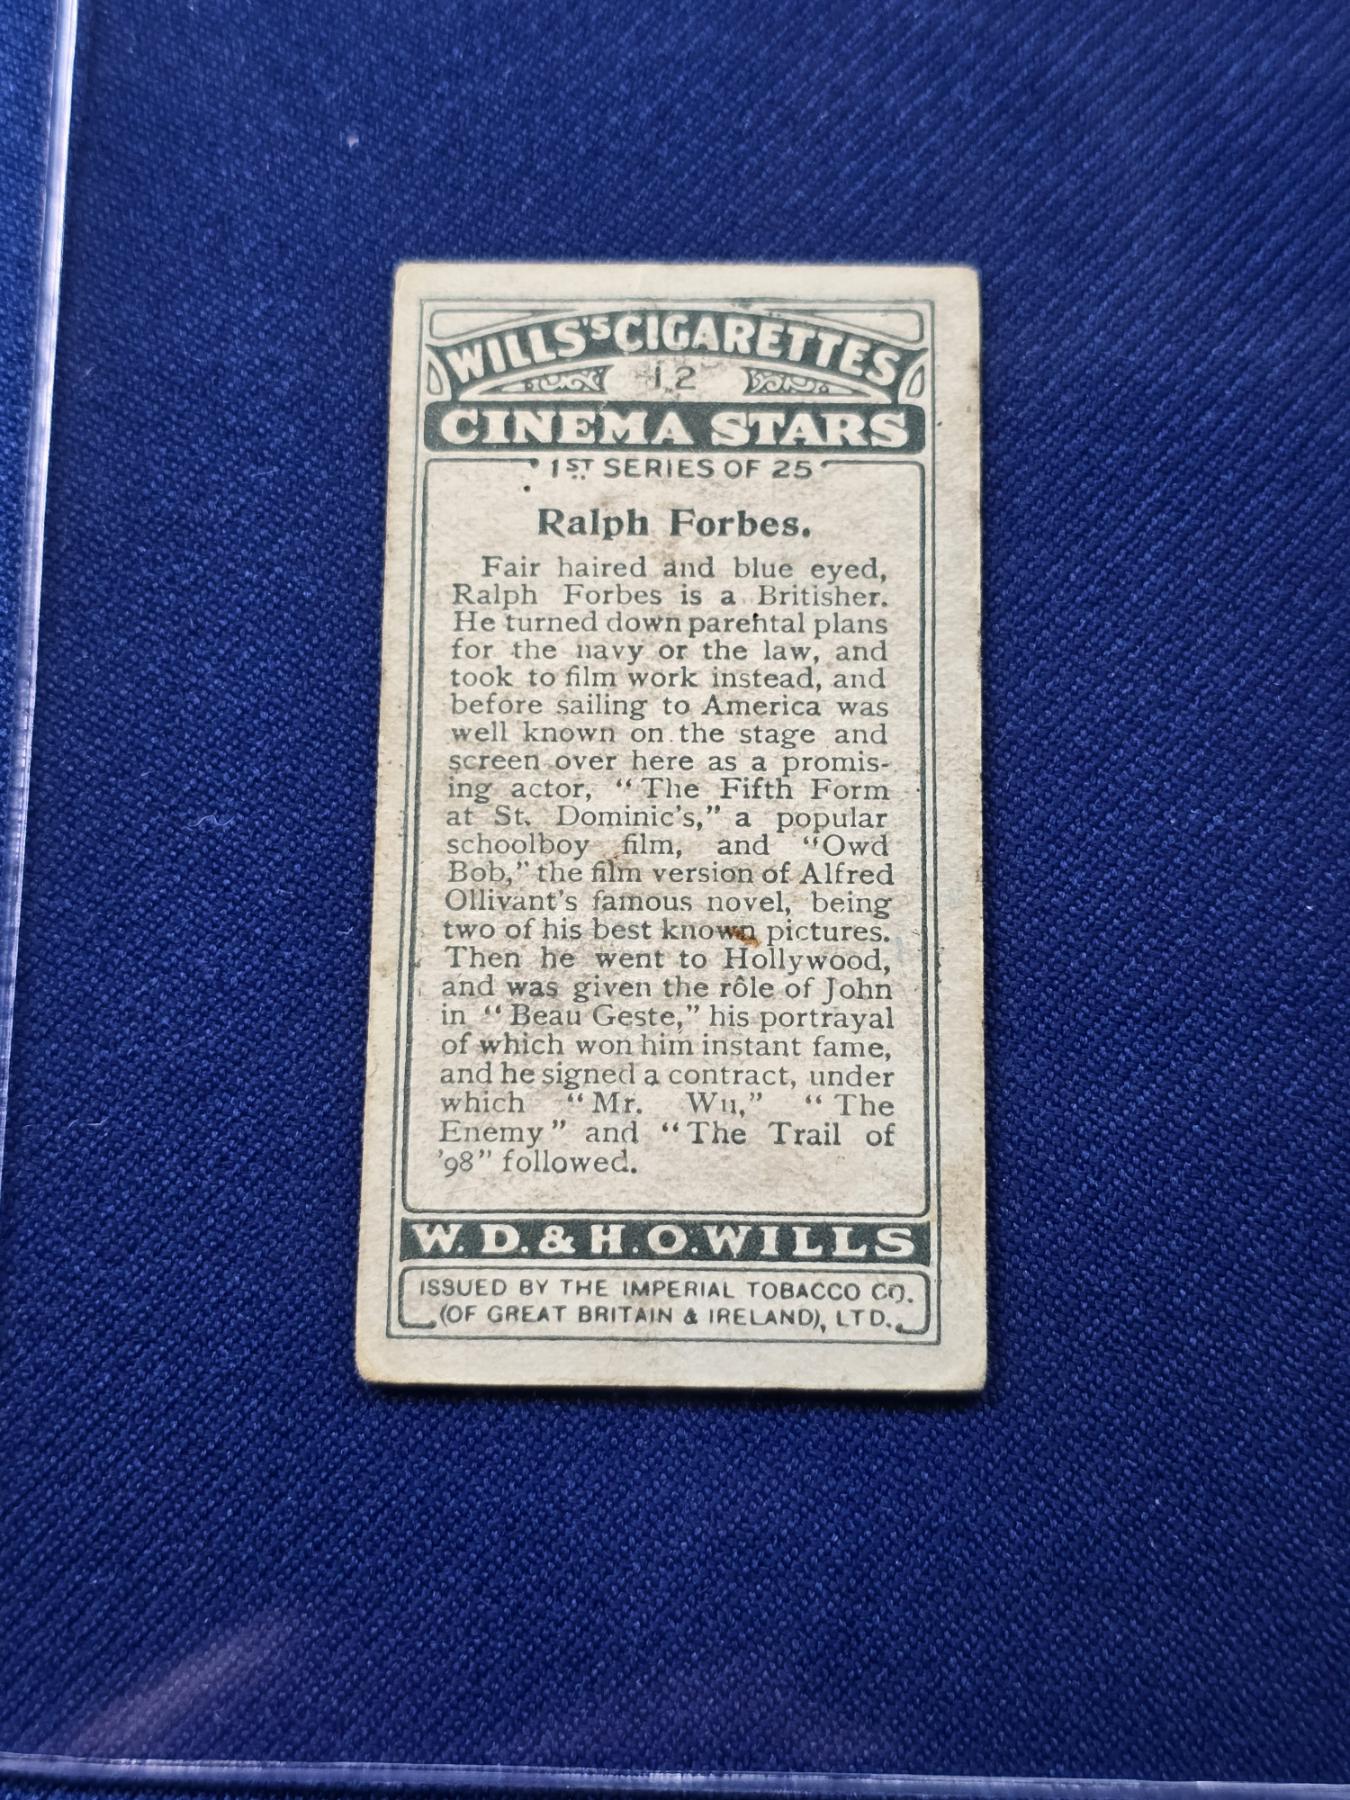 WILLS'S CIGARETTES
12
CINEMA STARS
1ST SERIES OF 25
Ralph Forbes.
Fair haired and blue eyed,
Ralph Forbes is a Britisher.
He turned down parental plans
for the navy or the law, and
took to film work instead, and
before sailing to America was
well known on the stage and
screen over here as a promis-
ing actor, “The Fifth Form
at St. Dominic's,” a popular
schoolboy film, and “Owd
Bob,” the film version of Alfred
Ollivant's famous novel, being
two of his best known pictures.
Then he went to Hollywood,
and was given the rôle of John
in “Beau Geste,” his portrayal
of which won him instant fame,
and he signed a contract, under
which “Mr. Wu,” “The
Enemy” and “The Trail of
'98” followed.
W. D. & H. O. WILLS
ISSUED BY THE IMPERIAL TOBACCO CO.
(OF GREAT BRITAIN & IRELAND), LTD.